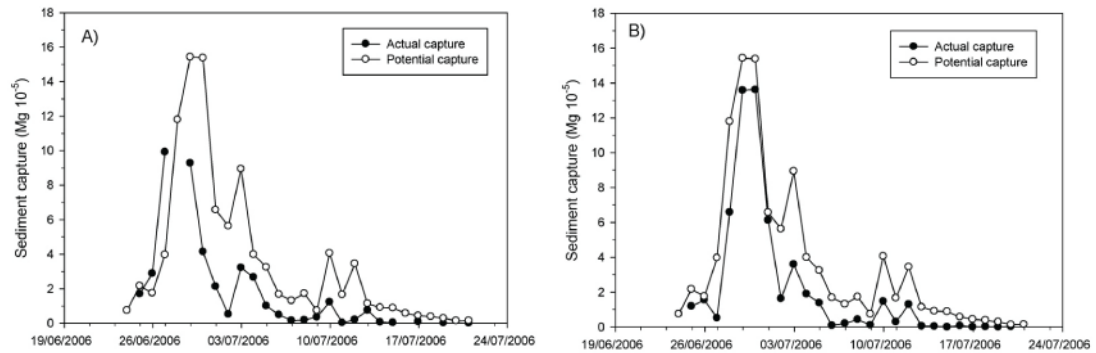 A)
Actual capture
Potential capture
Sediment capture (Mg 10-5)
18
16
14
12
10
8
6
4
2
0
19/06/2006 26/06/2006 03/07/2006 10/07/2006 17/07/2006 24/07/2006
B)
Actual capture
Potential capture
Sediment capture (Mg 10-5)
18
16
14
12
10
8
6
4
2
0
19/06/2006 26/06/2006 03/07/2006 10/07/2006 17/07/2006 24/07/2006